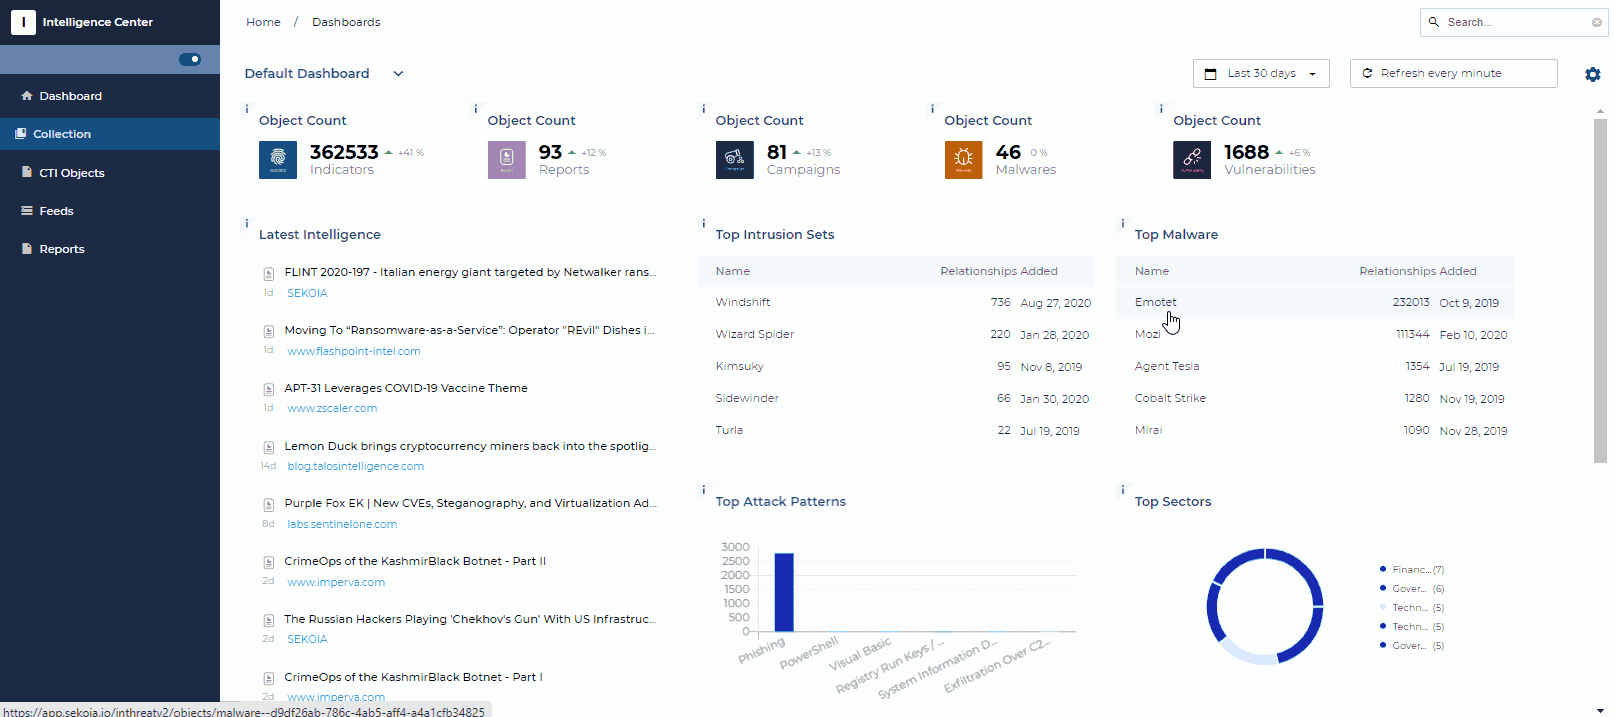 I Intelligence Center
Home / Dashboards
Search...
Default Dashboard
Last 30 days
Refresh every minute
Dashboard
Collection
CTI Objects
Feeds
Reports
Object Count
362533 +41 %
Indicators
Object Count
93 +12 %
Reports
Object Count
81 +13 %
Campaigns
Object Count
46 0 %
Malwares
Object Count
1688 +6 %
Vulnerabilities
Latest Intelligence
FLINT 2020-197 - Italian energy giant targeted by Netwalker rans...
1d SEKOIA
Moving To “Ransomware-as-a-Service”: Operator "REvil" Dishes i...
1d www.flashpoint-intel.com
APT-31 Leverages COVID-19 Vaccine Theme
1d www.zscaler.com
Lemon Duck brings cryptocurrency miners back into the spotlig...
14d blog.talosintelligence.com
Purple Fox EK | New CVEs, Steganography, and Virtualization Ad...
8d labs.sentinelone.com
CrimeOps of the KashmirBlack Botnet - Part II
2d www.imperva.com
The Russian Hackers Playing 'Chekhov's Gun' With US Infrastruc...
2d SEKOIA
CrimeOps of the KashmirBlack Botnet - Part I
2d www.imperva.com
Top Intrusion Sets
Name Relationships Added
Windshift 736 Aug 27, 2020
Wizard Spider 220 Jan 28, 2020
Kimsuky 95 Nov 8, 2019
Sidewinder 66 Jan 30, 2020
Turla 22 Jul 19, 2019
Top Malware
Name Relationships Added
Emotet 232013 Oct 9, 2019
Mozi 111344 Feb 10, 2020
Agent Tesla 1354 Jul 19, 2019
Cobalt Strike 1280 Nov 19, 2019
Mirai 1090 Nov 28, 2019
Top Attack Patterns
3000
2500
2000
1500
1000
500
0
Phishing
PowerShell
Visual Basic
Registry Run Keys / ...
System Information D...
Exfiltration Over C2...
Top Sectors
Financ... (7)
Gover... (6)
Techn... (5)
Techn... (5)
Gover... (5)
https://app.sekoia.io/inthreatv2/objects/malware--d9df26ab-786c-4ab5-aff4-a4a1cfb34825